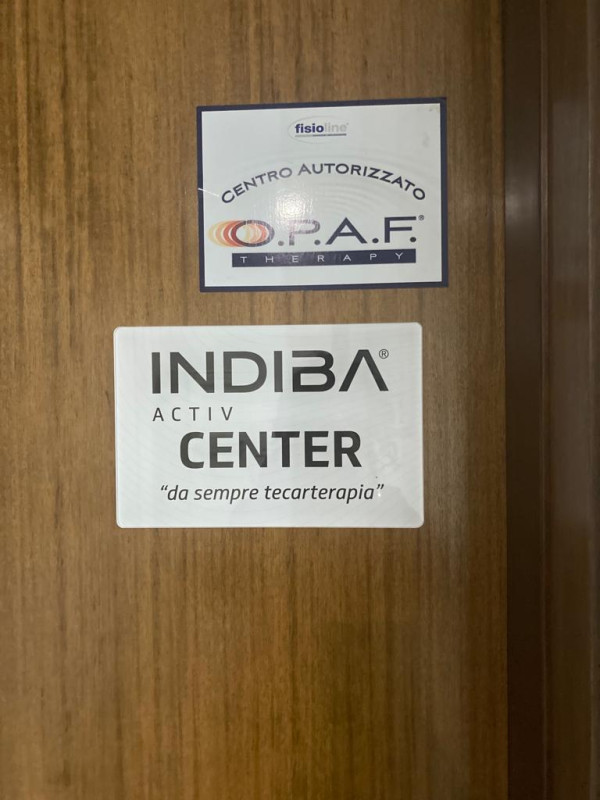 fisioline
CENTRO AUTORIZZATO
O.P.A.F.®
THERAPY
INDIBA®
ACTIV
CENTER
“da sempre tecarterapia”